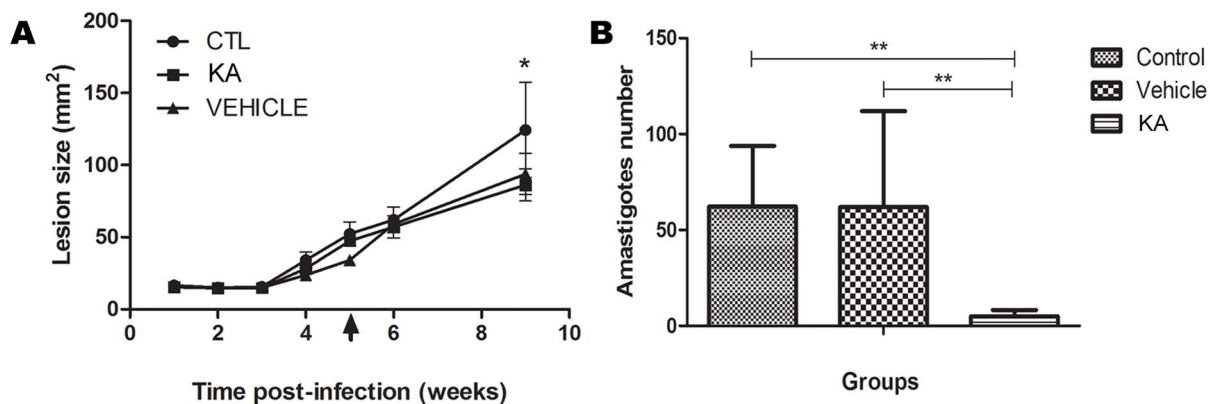 A
Lesion size (mm²)
200
150
100
50
0
CTL
KA
VEHICLE
*
0 2 4 6 8 10
Time post-infection (weeks)
B
Amastigotes number
150
100
50
0
**
**
Control
Vehicle
KA
Groups